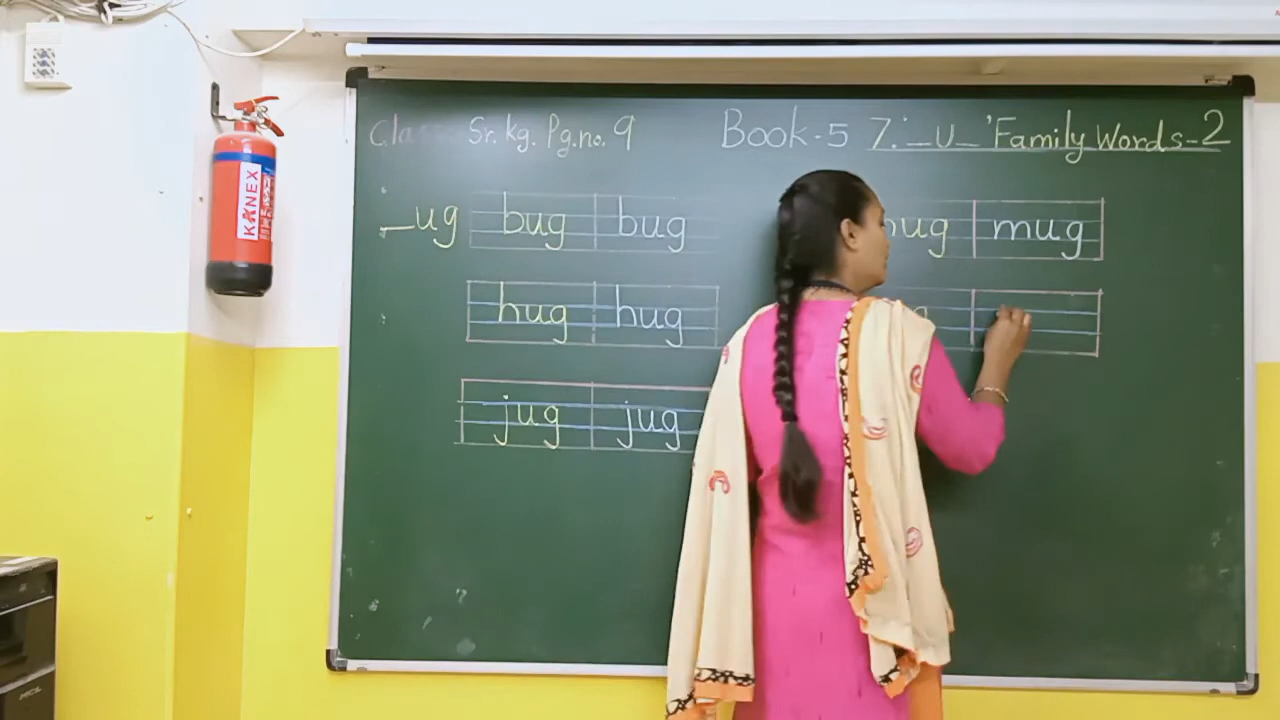 Class Sr.kg. Pg.no. 9 Book-5 7. '_u_' Family Words-2
_ug bug bug mug
hug hug
jug jug
KANEX